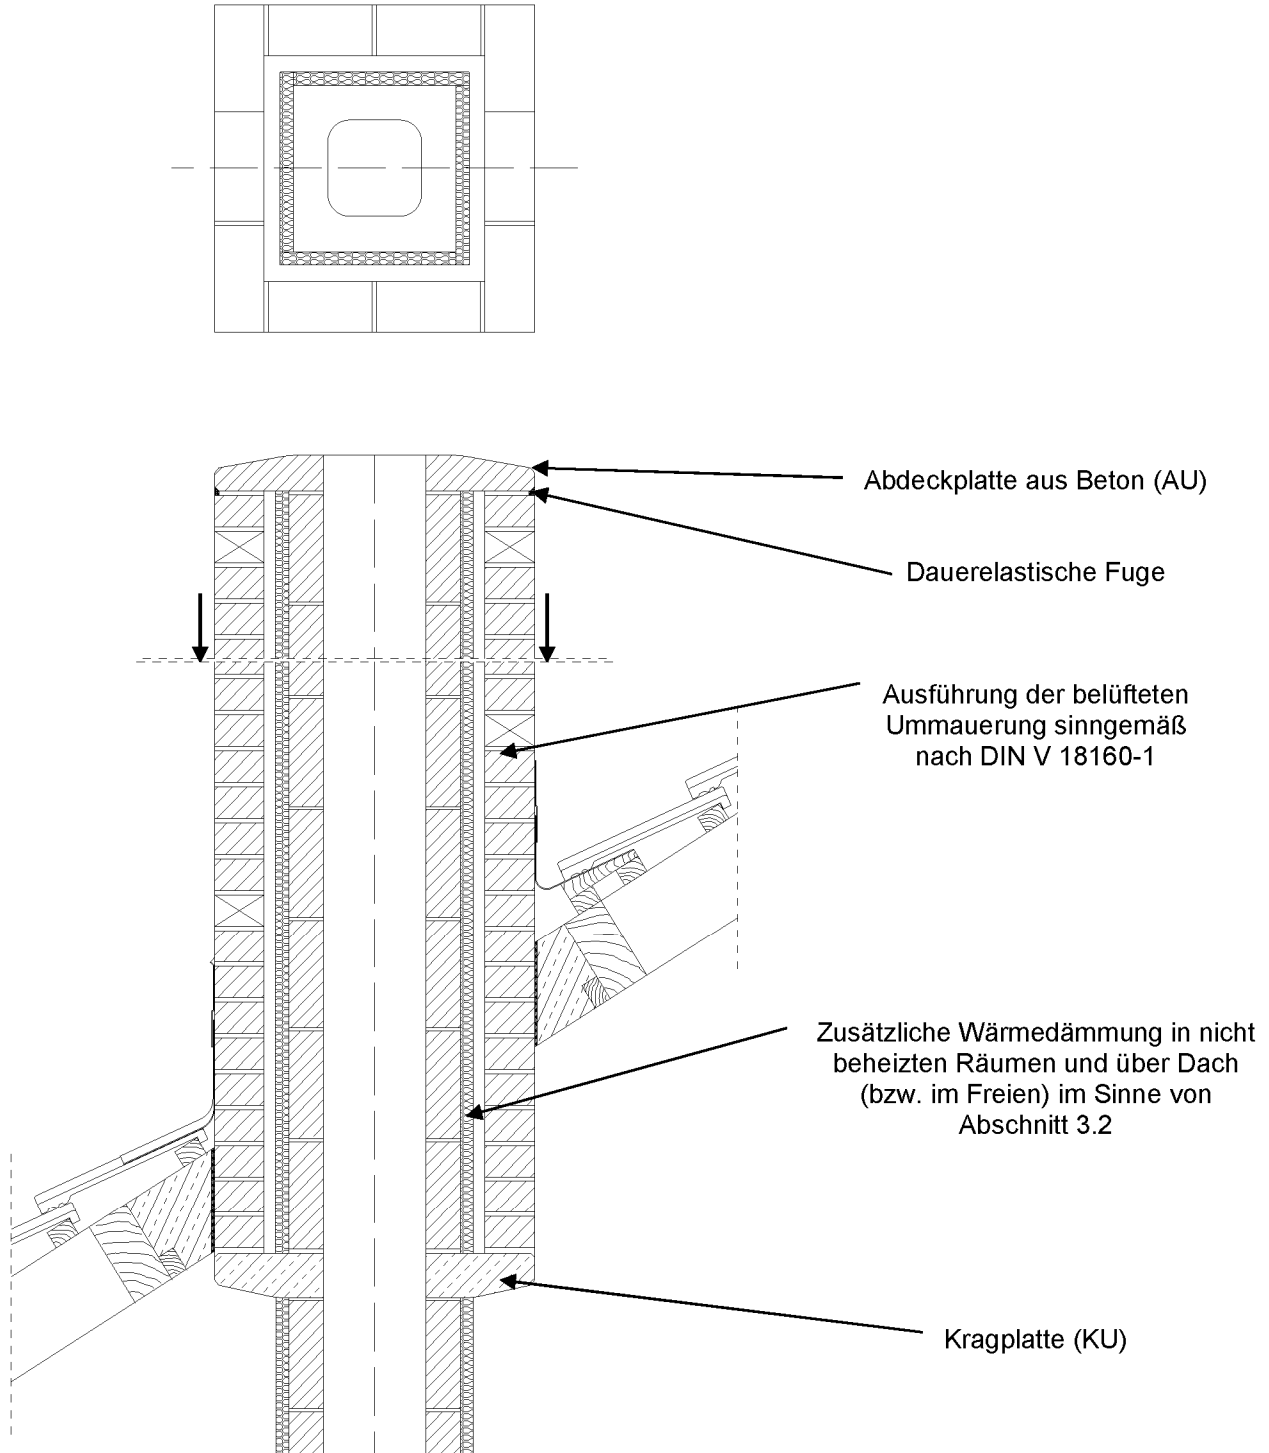 Abdeckplatte aus Beton (AU)
Dauerelastische Fuge
Ausführung der belüfteten
Ummauerung sinngemäß
nach DIN V 18160-1
Zusätzliche Wärmedämmung in nicht
beheizten Räumen und über Dach
(bzw. im Freien) im Sinne von
Abschnitt 3.2
Kragplatte (KU)